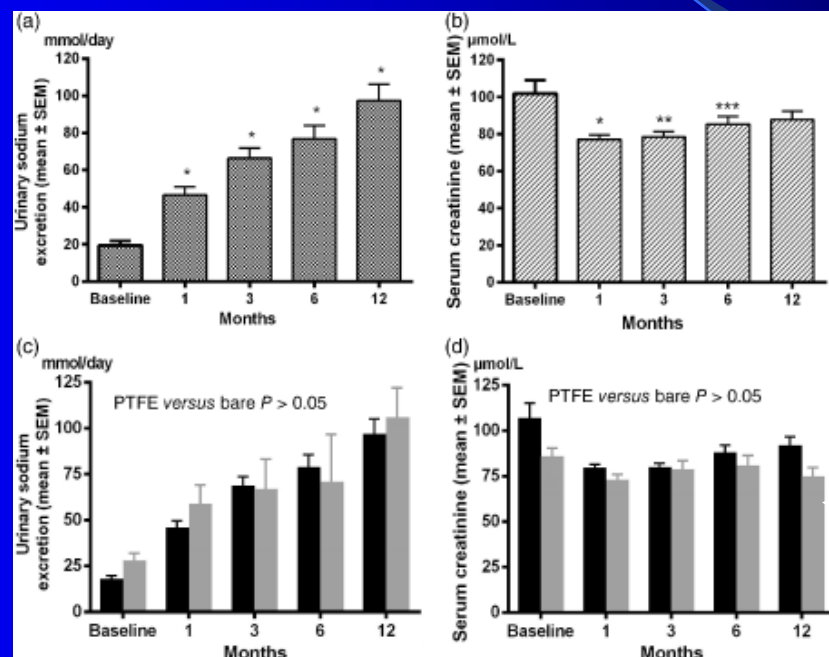 (a)
mmol/day
Urinary sodium
excretion (mean ± SEM)
120
100
80
60
40
20
0
*
*
*
*
Baseline 1 3 6 12
Months
(b)
µmol/L
Serum creatinine (mean ± SEM)
120
100
80
60
40
20
0
*
**
***
Baseline 1 3 6 12
Months
(c)
mmol/day
Urinary sodium
excretion (mean ± SEM)
125
100
75
50
25
0
PTFE versus bare P > 0.05
Baseline 1 3 6 12
Months
(d)
µmol/L
Serum creatinine (mean ± SEM)
125
100
75
50
25
0
PTFE versus bare P > 0.05
Baseline 1 3 6 12
Months